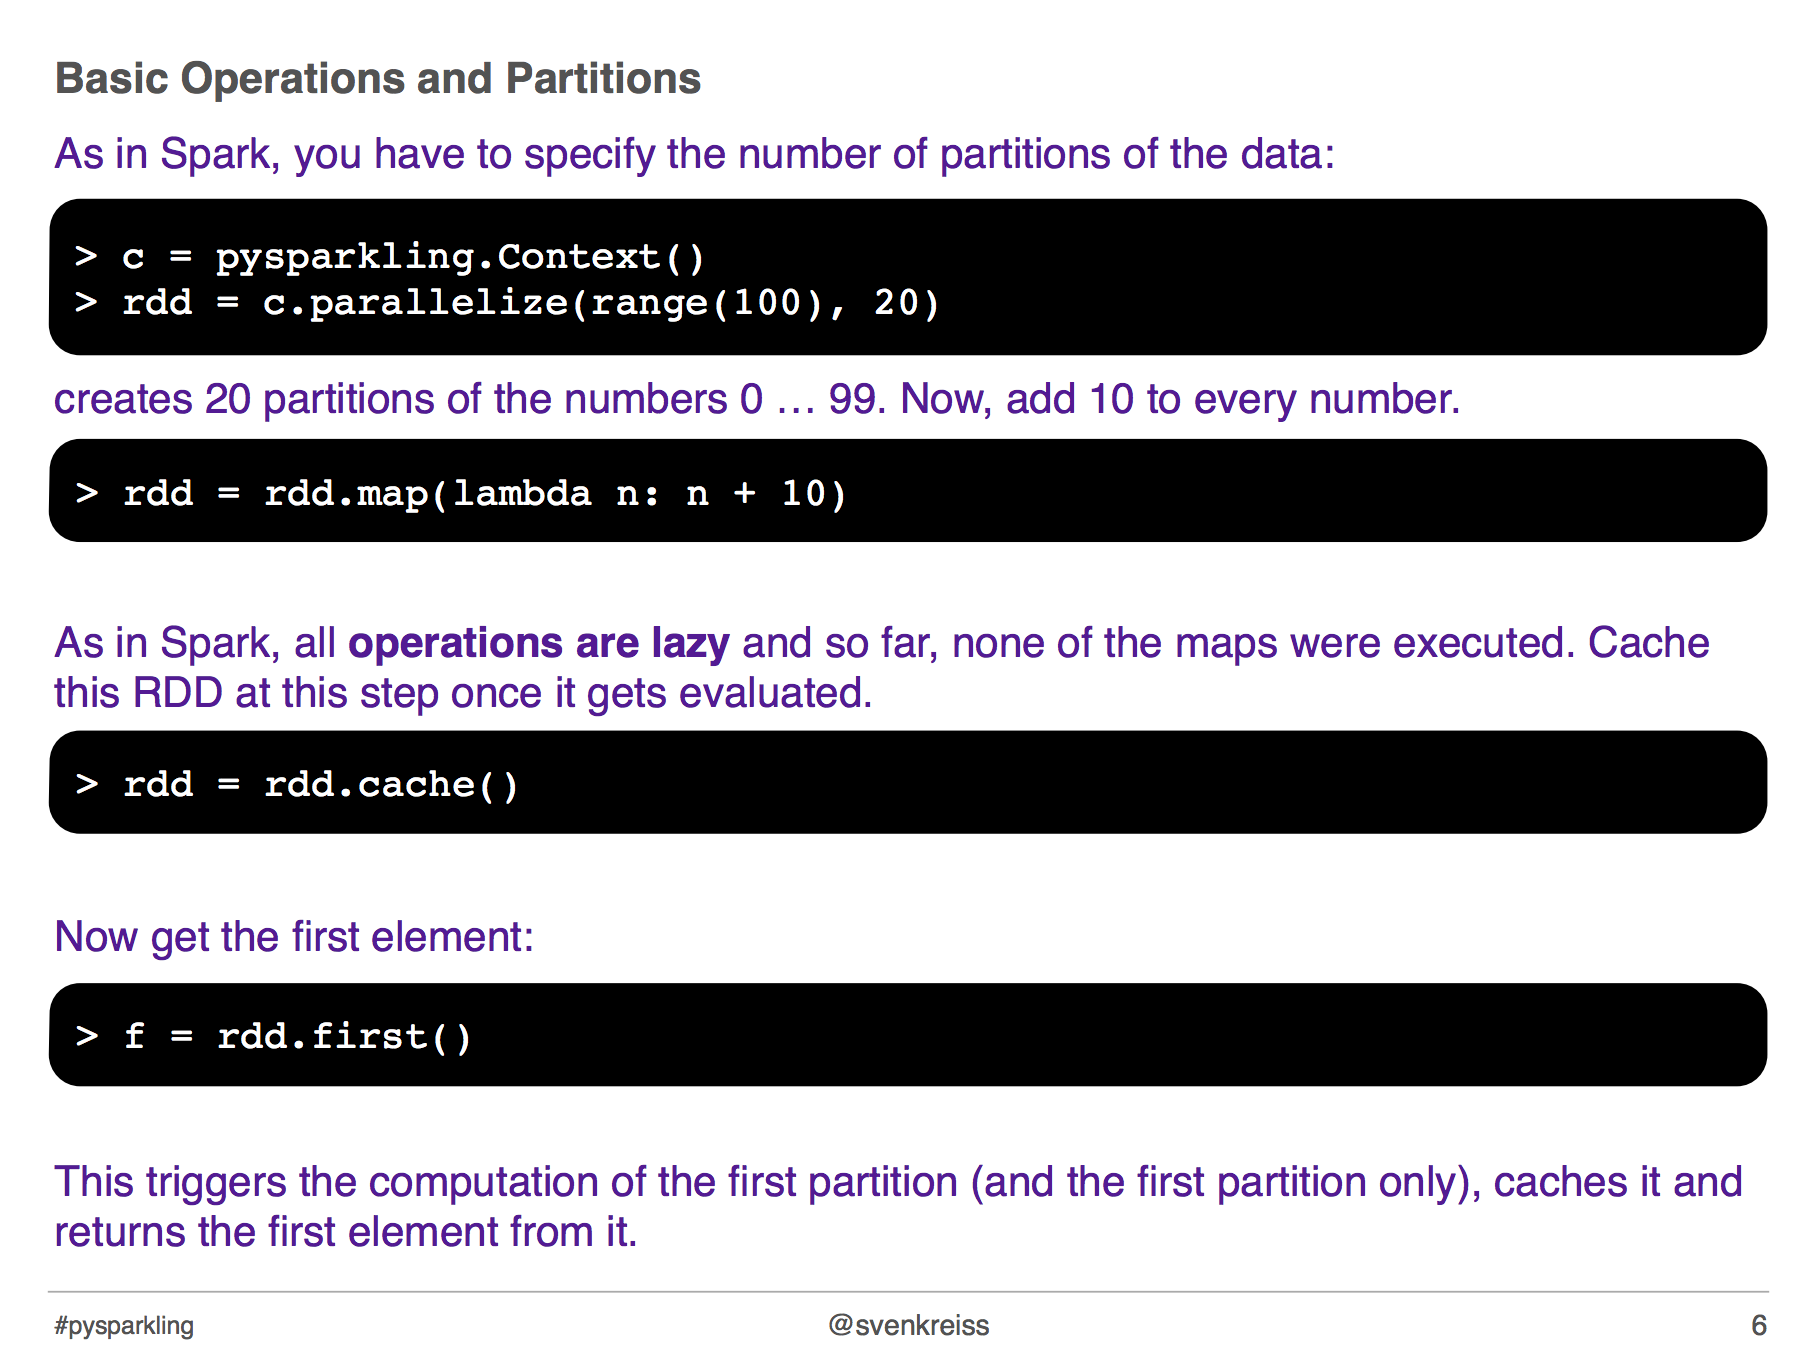 Basic Operations and Partitions
As in Spark, you have to specify the number of partitions of the data:
> c = pysparkling.Context()
> rdd = c.parallelize(range(100), 20)
creates 20 partitions of the numbers 0 … 99. Now, add 10 to every number.
> rdd = rdd.map(lambda n: n + 10)
As in Spark, all operations are lazy and so far, none of the maps were executed. Cache
this RDD at this step once it gets evaluated.
> rdd = rdd.cache()
Now get the first element:
> f = rdd.first()
This triggers the computation of the first partition (and the first partition only), caches it and
returns the first element from it.
#pysparkling
@svenkreiss
6